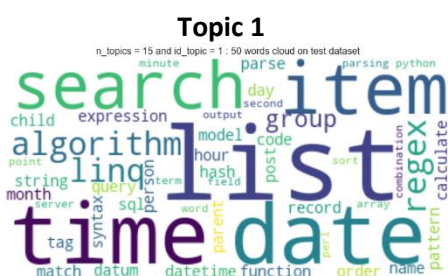 Topic 1
n_topics = 15 and id_topic = 1 : 50 words cloud on test dataset
minute parse parsing python
search item
day
second
child expression output group
algorithm model code
list
point linq hour post sort
hash
string person term field
combination
regex
calculate
month query
server sql word parent record array
syntax
time date
tag perl
pattern
match datum datetime function order name